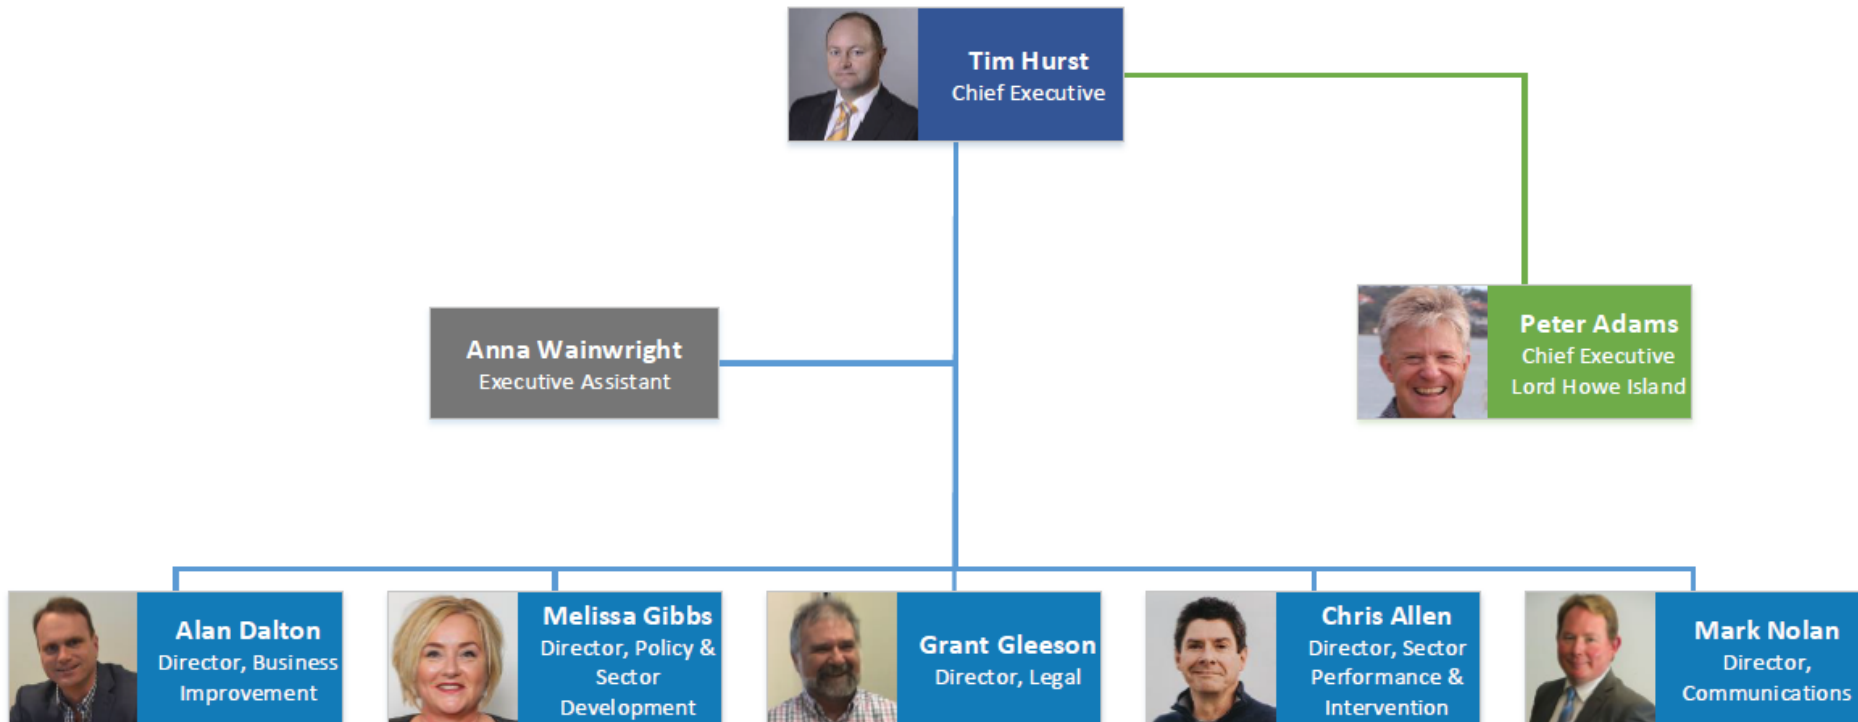 Tim Hurst
Chief Executive
Anna Wainwright
Executive Assistant
Peter Adams
Chief Executive
Lord Howe Island
Alan Dalton
Director, Business
Improvement
Melissa Gibbs
Director, Policy &
Sector
Development
Grant Gleeson
Director, Legal
Chris Allen
Director, Sector
Performance &
Intervention
Mark Nolan
Director,
Communications